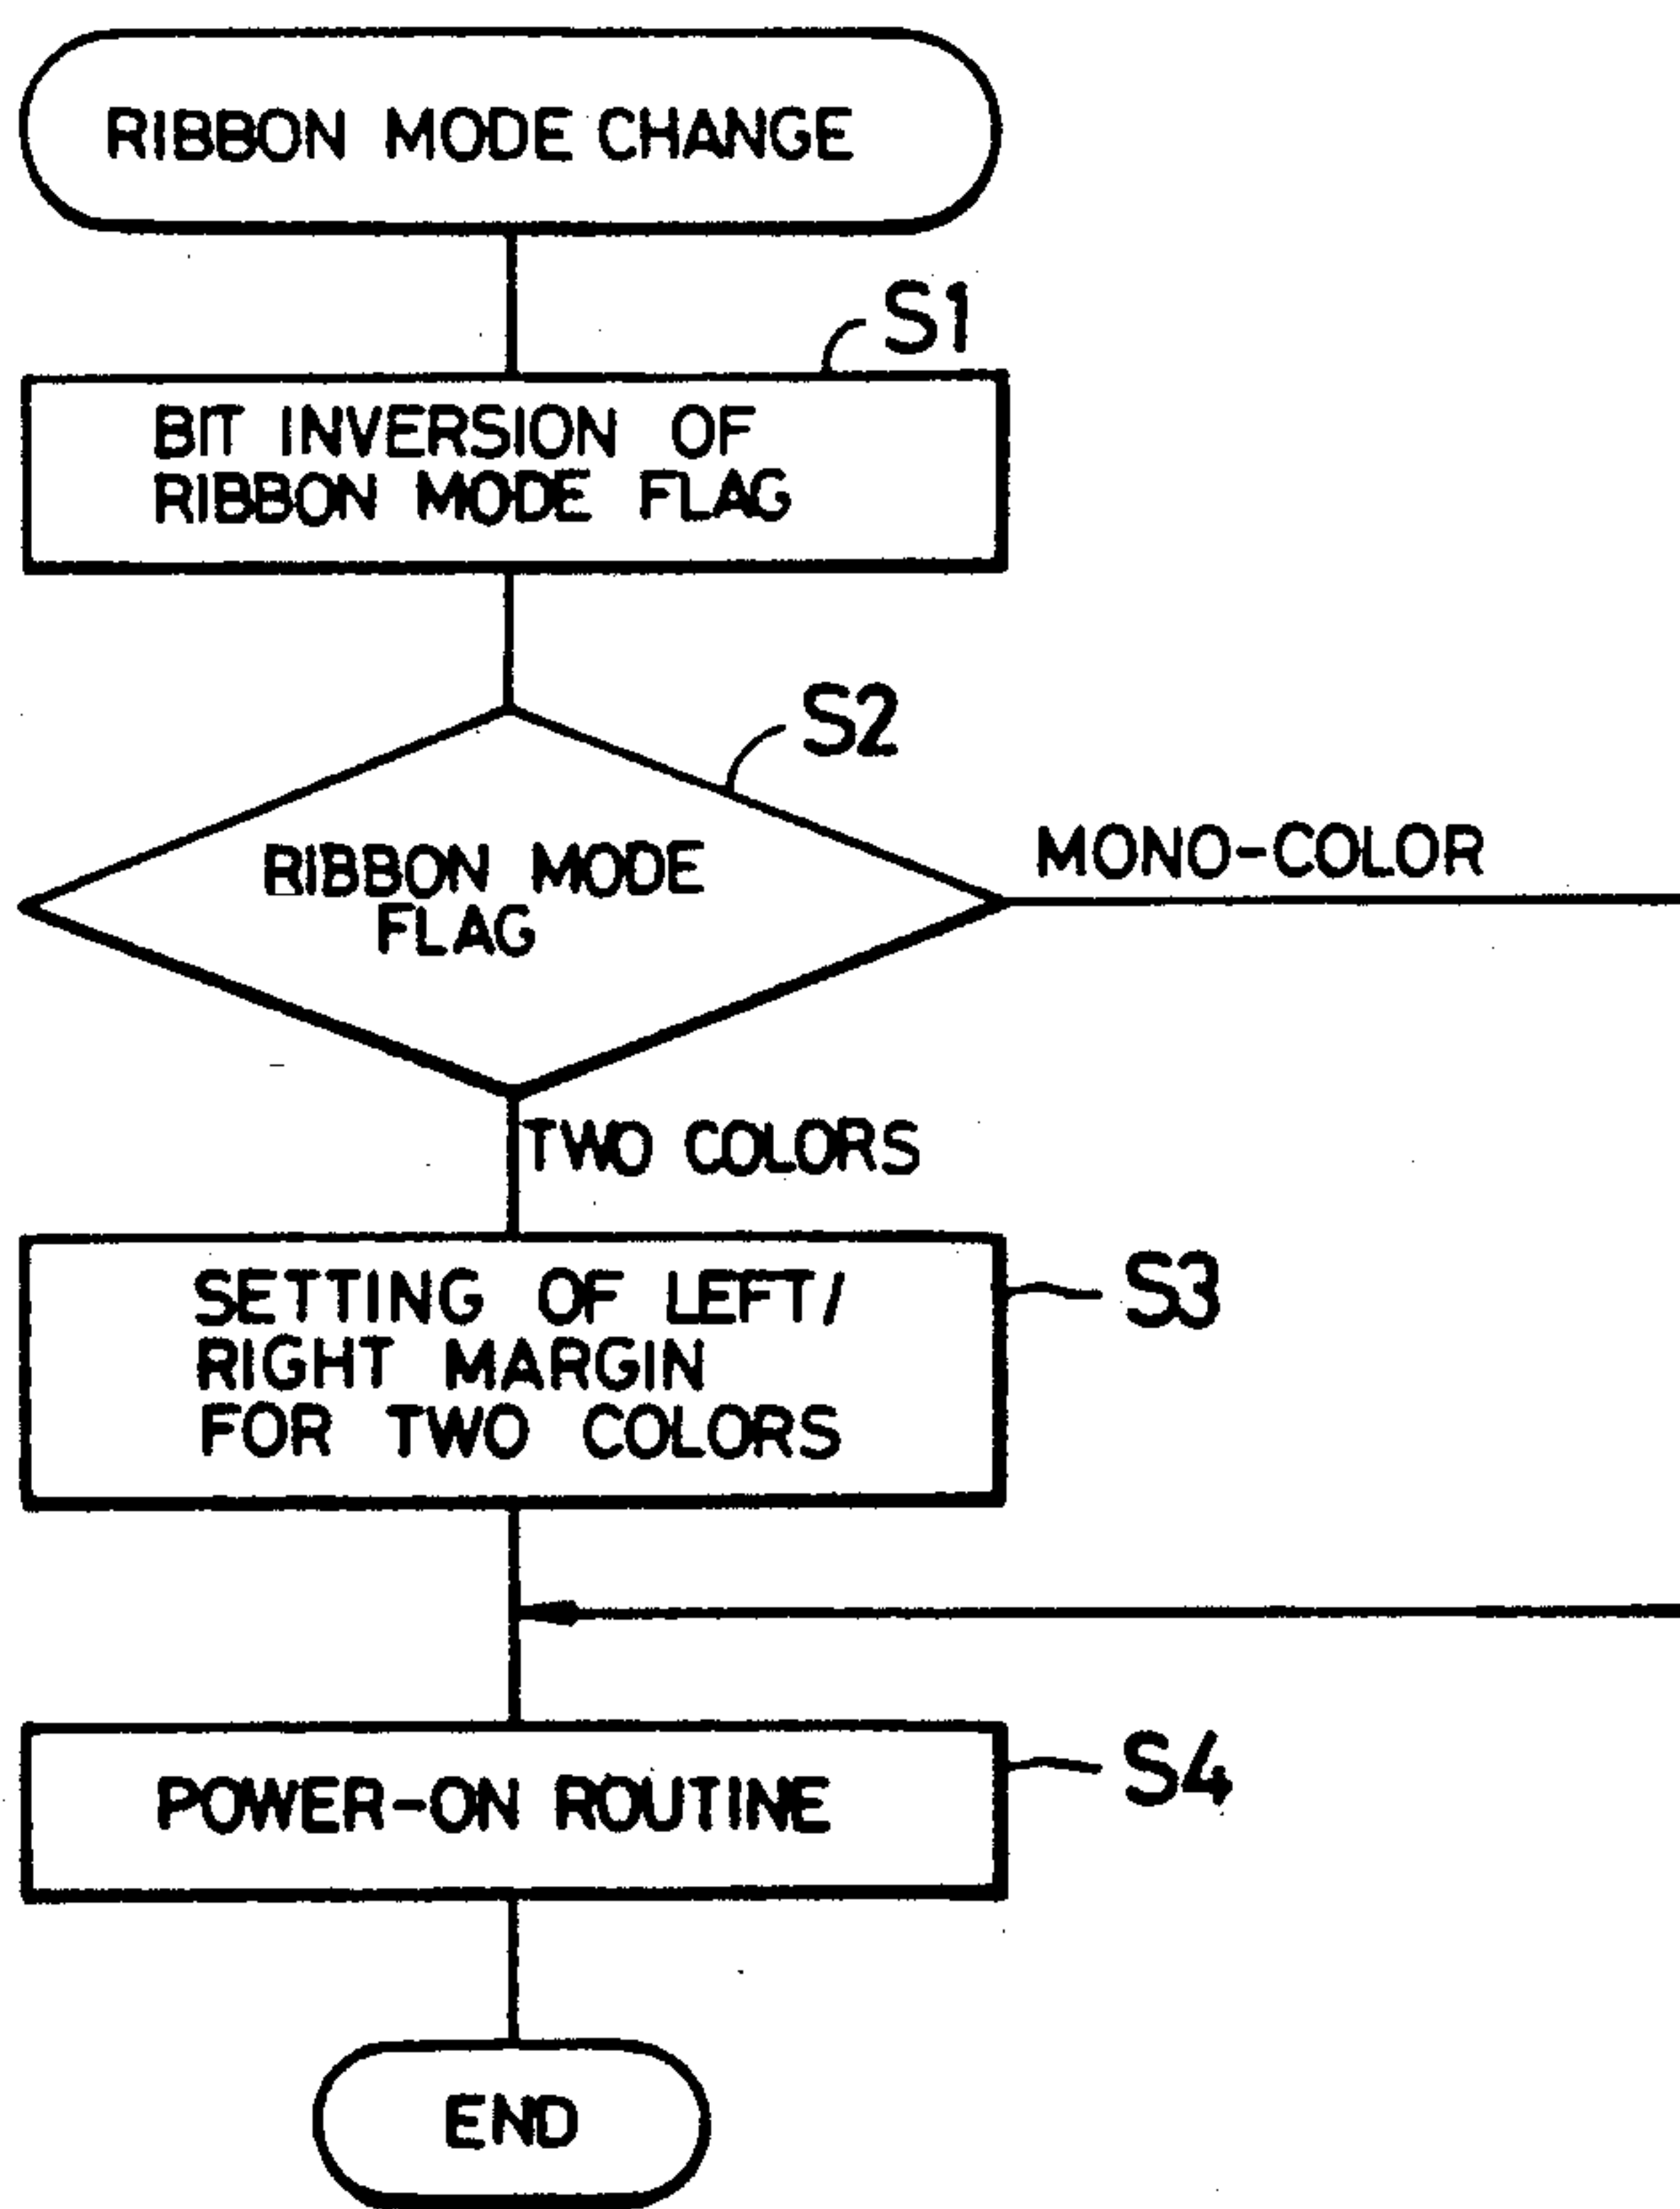 RIBBON MODE CHANGE
S1
BIT INVERSION OF
RIBBON MODE FLAG
S2
RIBBON MODE
FLAG
MONO-COLOR
TWO COLORS
SETTING OF LEFT/
RIGHT MARGIN
FOR TWO COLORS
S3
POWER-ON ROUTINE
S4
END